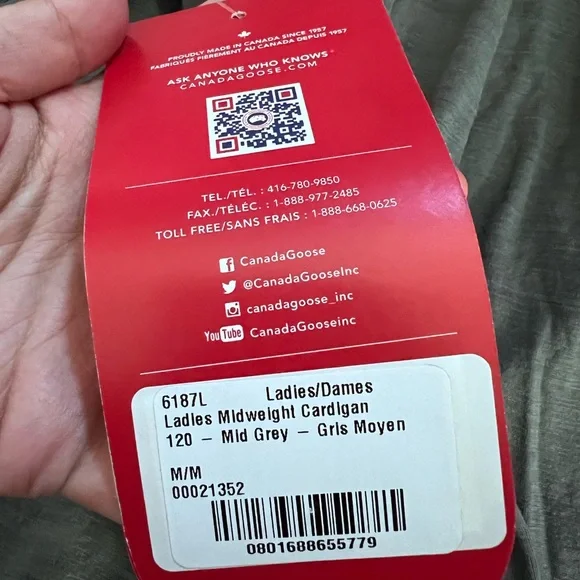 PROUDLY MADE IN CANADA SINCE 1957
FABRIQUÉS FIÈREMENT AU CANADA DEPUIS 1957
ASK ANYONE WHO KNOWS®
CANADAGOOSE.COM
TEL./TÉL. : 416-780-9850
FAX./TÉLÉC. : 1-888-977-2485
TOLL FREE/SANS FRAIS : 1-888-668-0625
CanadaGoose
@CanadaGooseInc
canadagoose_inc
YouTube CanadaGooseinc
6187L Ladies/Dames
Ladies Midweight Cardigan
120 – Mid Grey – Gris Moyen
M/M
00021352
0801688655779